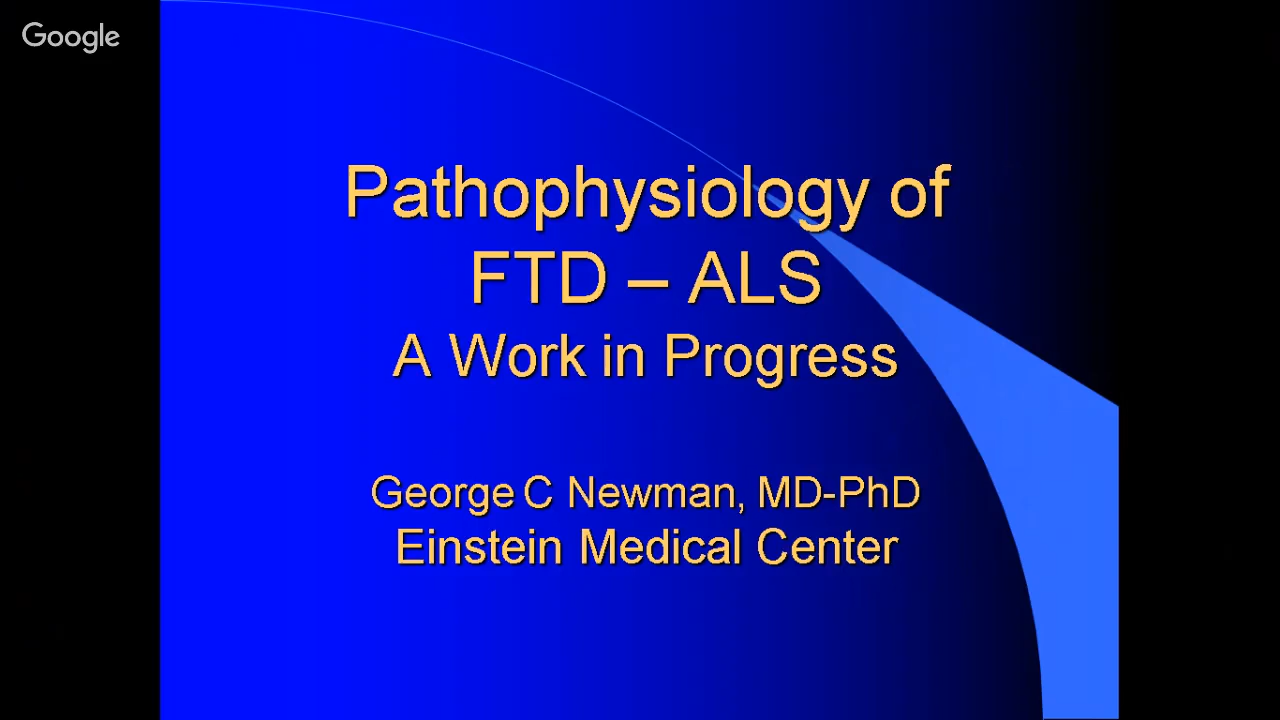 Google
Pathophysiology of
FTD – ALS
A Work in Progress
George C Newman, MD-PhD
Einstein Medical Center